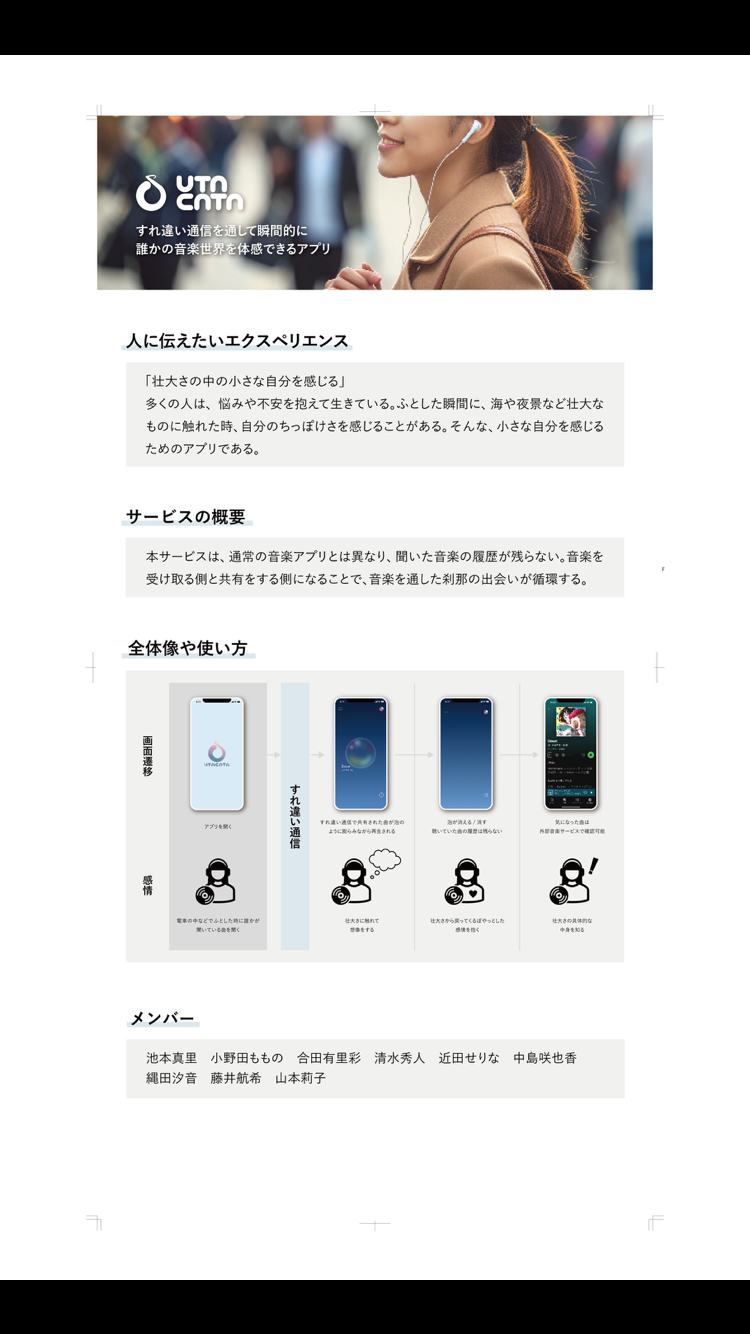 UTA
CATA
すれ違い通信を通して瞬間的に
誰かの音楽世界を体感できるアプリ
人に伝えたいエクスペリエンス
「壮大さの中の小さな自分を感じる」
多くの人は、悩みや不安を抱えて生きている。ふとした瞬間に、海や夜景など壮大な
ものに触れた時、自分のちっぽけさを感じることがある。そんな、小さな自分を感じる
ためのアプリである。
サービスの概要
本サービスは、通常の音楽アプリとは異なり、聞いた音楽の履歴が残らない。音楽を
受け取る側と共有をする側になることで、音楽を通した刹那の出会いが循環する。
F
全体像や使い方
画面遷移
UTACATA
アプリを開く
すれ違い通信
すれ違い通信で共有された曲が泡の
ように膨らみながら再生される
泡が消える / 消す
聴いていた曲の履歴は残らない
気になった曲は
外部音楽サービスで確認可能
感情
電車の中などでふとした時に誰かが
聞いている曲を聞く
壮大さに触れて
想像をする
壮大さから戻ってくるぽやっとした
感情を抱く
壮大さの具体的な
中身を知る
メンバー
池本真里 小野田ももの 合田有里彩 清水秀人 近田せりな 中島咲也香
縄田汐音 藤井航希 山本莉子